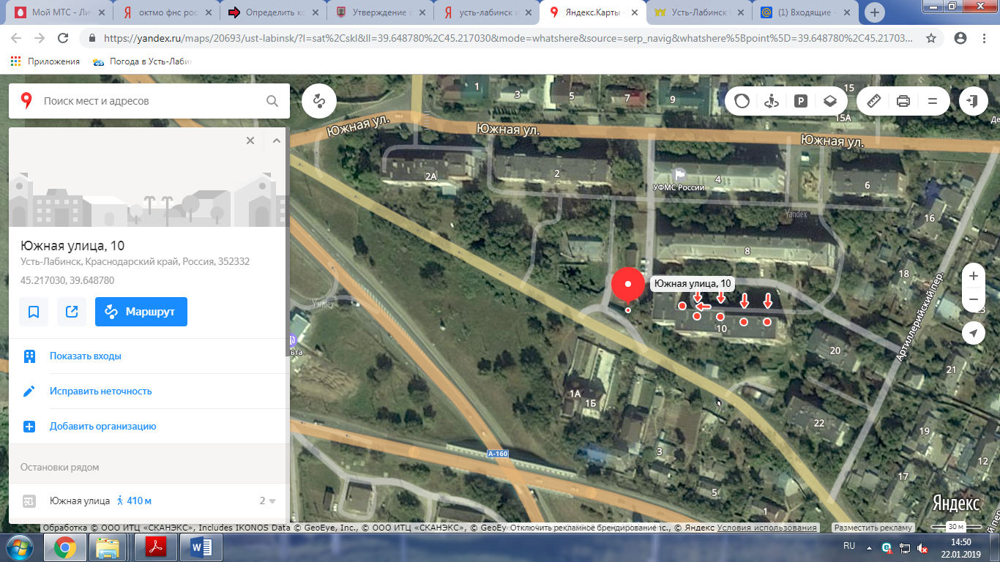 Мой МТС - Ли
октмо фнс рос
Определить ко
Утверждение с
усть-лабинск и
Яндекс.Карты
Усть-Лабинск
(1) Входящие -
https://yandex.ru/maps/20693/ust-labinsk/?l=sat%2Cskl&ll=39.648780%2C45.217030&mode=whatshere&source=serp_navig&whatshere%5Bpoint%5D=39.648780%2C45.21703...
Приложения
Погода в Усть-Лаби
Поиск мест и адресов
Южная улица, 10
Усть-Лабинск, Краснодарский край, Россия, 352332
45.217030, 39.648780
Маршрут
Показать входы
Исправить неточность
Добавить организацию
Остановки рядом
Южная улица 410 м 2
1
3
5
7
9
15
15А
Южная ул.
Южная ул.
Южная ул.
2А
2
4
6
УФМС России
Yandex
16
8
18
Южная улица, 10
10
Yandex
ьта
20
21
Артиллерийский пер.
1А
1Б
22
19
3
12
А-160
17
5
1
Яндекс
Обработка © ООО ИТЦ «СКАНЭКС», Includes IKONOS Data © GeoEye, Inc., © ООО ИТЦ «СКАНЭКС», © GeoEye
Отключить рекламное брендирование
nc., © Яндекс Условия использования
Разместить рекламу
30 м
RU
14:50
22.01.2019